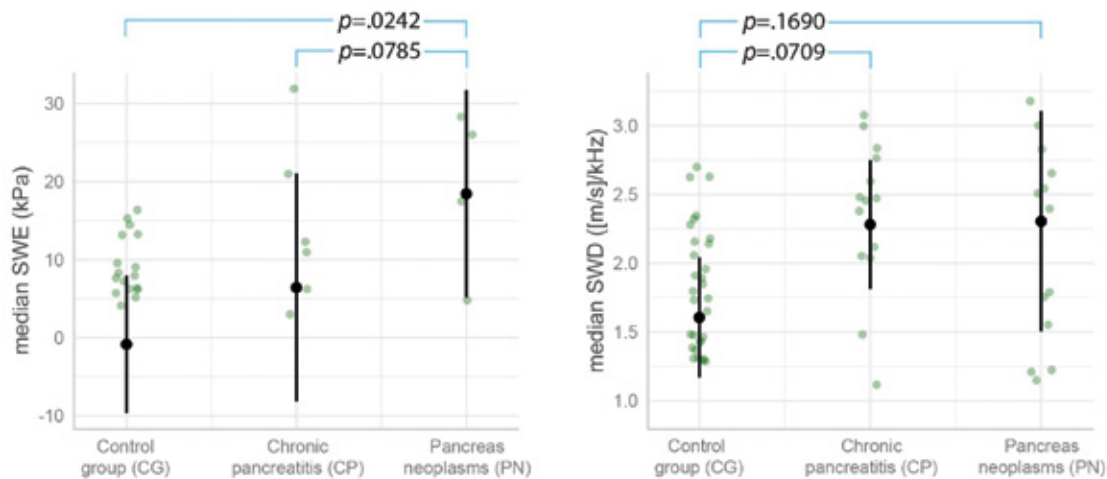 p=.0242
p=.0785
median SWE (kPa)
30
20
10
0
-10
Control
group (CG)
Chronic
pancreatitis (CP)
Pancreas
neoplasms (PN)
p=.1690
p=.0709
median SWD ([m/s]/kHz)
3.0
2.5
2.0
1.5
1.0
Control
group (CG)
Chronic
pancreatitis (CP)
Pancreas
neoplasms (PN)